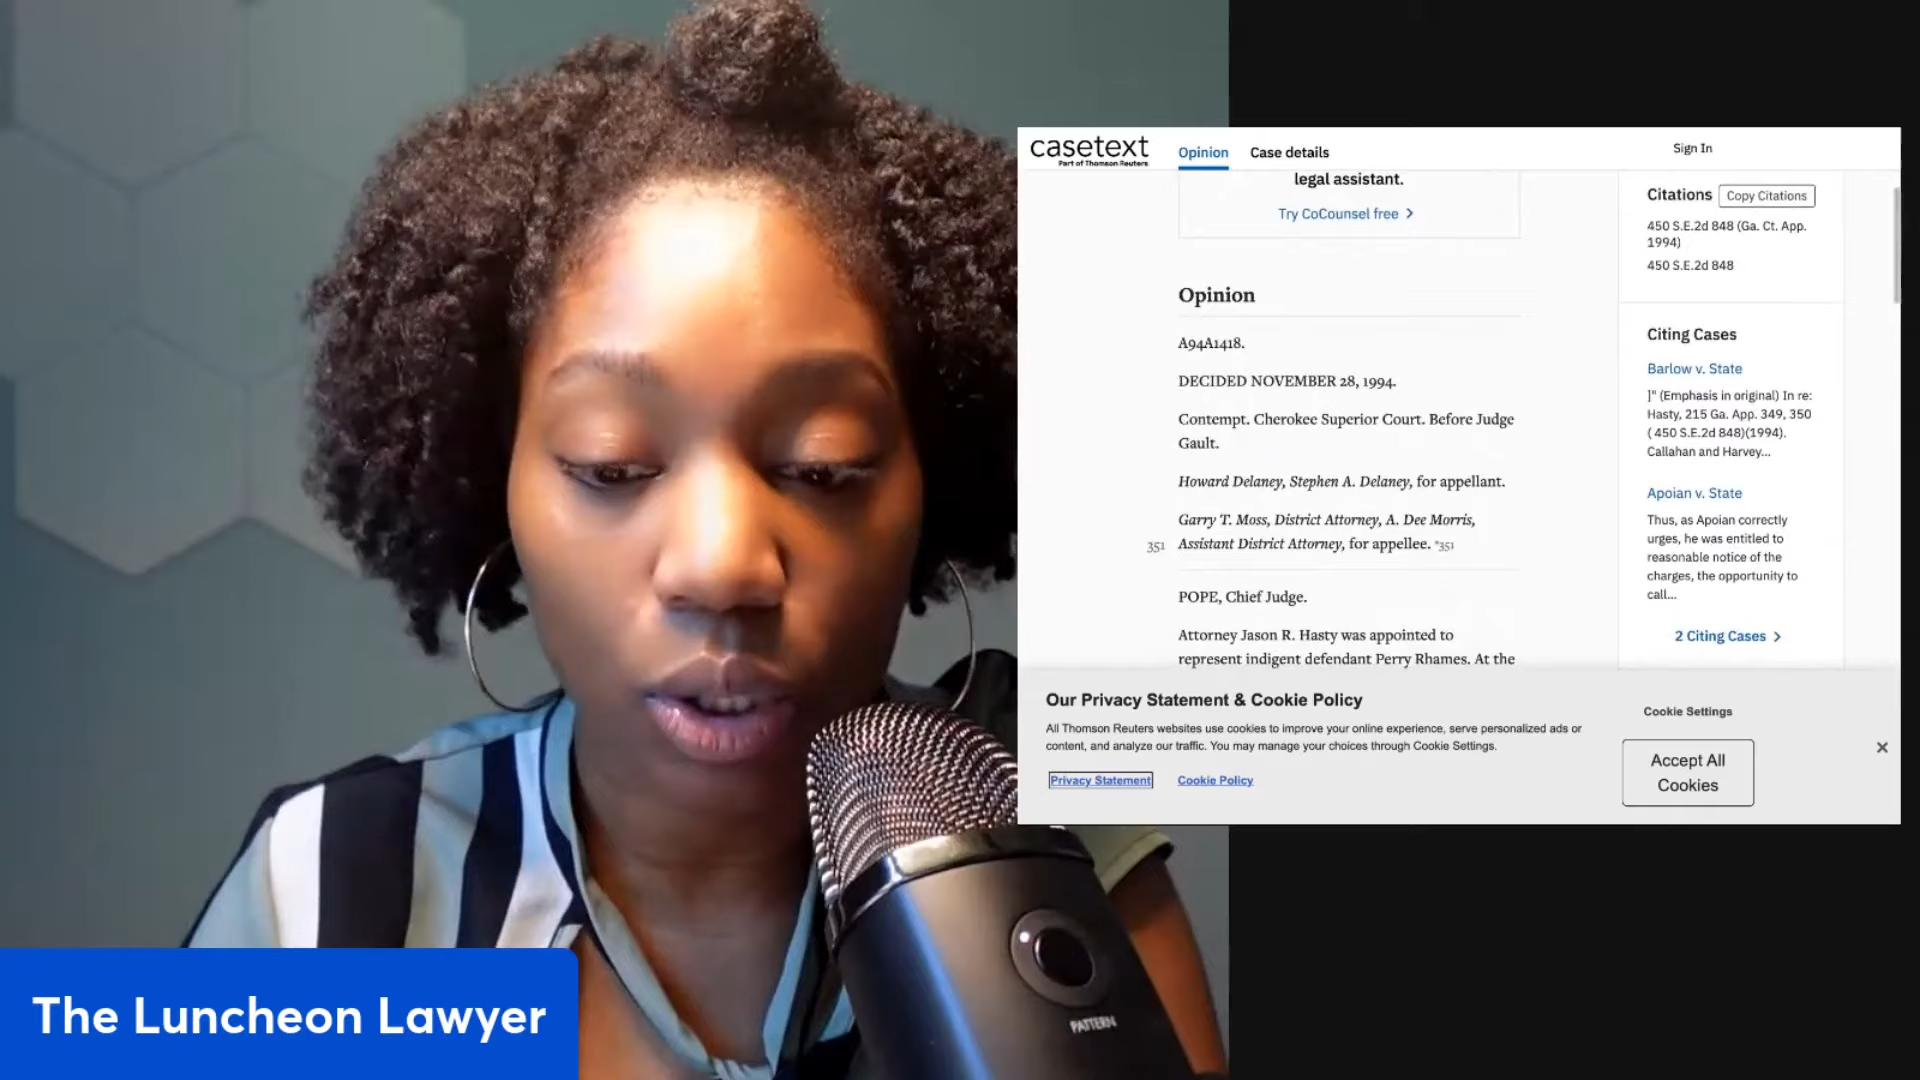 casetext
Part of Thomson Reuters
Opinion
Case details
Sign In
legal assistant.
Try CoCounsel free >
Opinion
A94A1418.
DECIDED NOVEMBER 28, 1994.
Contempt. Cherokee Superior Court. Before Judge
Gault.
Howard Delaney, Stephen A. Delaney, for appellant.
Garry T. Moss, District Attorney, A. Dee Morris,
351 Assistant District Attorney, for appellee. *351
POPE, Chief Judge.
Attorney Jason R. Hasty was appointed to
represent indigent defendant Perry Rhames. At the
Citations
Copy Citations
450 S.E.2d 848 (Ga. Ct. App.
1994)
450 S.E.2d 848
Citing Cases
Barlow v. State
]" (Emphasis in original) In re:
Hasty, 215 Ga. App. 349, 350
( 450 S.E.2d 848)(1994).
Callahan and Harvey...
Apoian v. State
Thus, as Apoian correctly
urges, he was entitled to
reasonable notice of the
charges, the opportunity to
call...
2 Citing Cases >
Our Privacy Statement & Cookie Policy
All Thomson Reuters websites use cookies to improve your online experience, serve personalized ads or
content, and analyze our traffic. You may manage your choices through Cookie Settings.
Privacy Statement
Cookie Policy
Cookie Settings
Accept All
Cookies
The Luncheon Lawyer
PATTERN